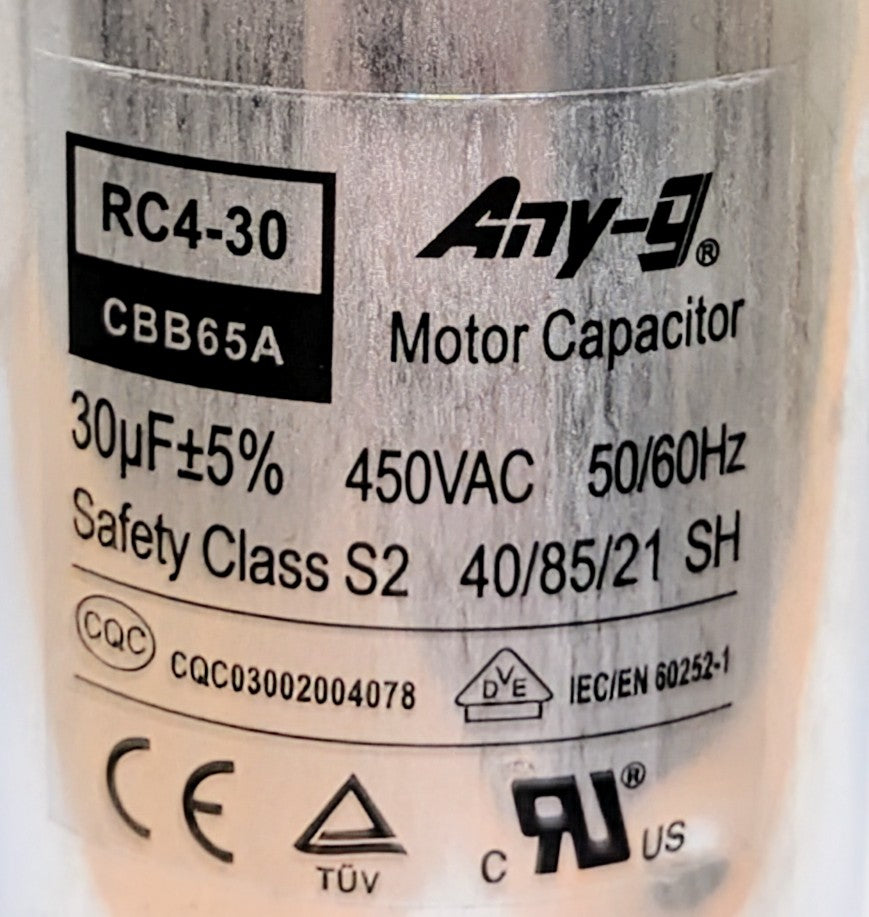 RC4-30
CBB65A
Any-g®
Motor Capacitor
30µF±5% 450VAC 50/60Hz
Safety Class S2 40/85/21 SH
CQC CQC03002004078 DVE IEC/EN 60252-1
CE TÜV C RU® US